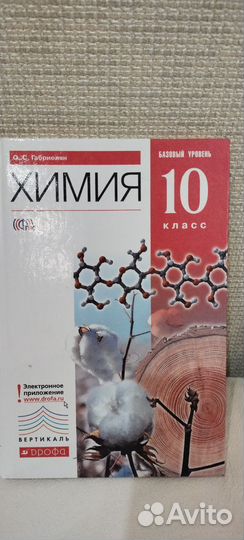 О. С. Габриелян
БАЗОВЫЙ УРОВЕНЬ
ХИМИЯ
10
КЛАСС
! Электронное
приложение
www.drofa.ru
ВЕРТИКАЛЬ
дрофа
Avito